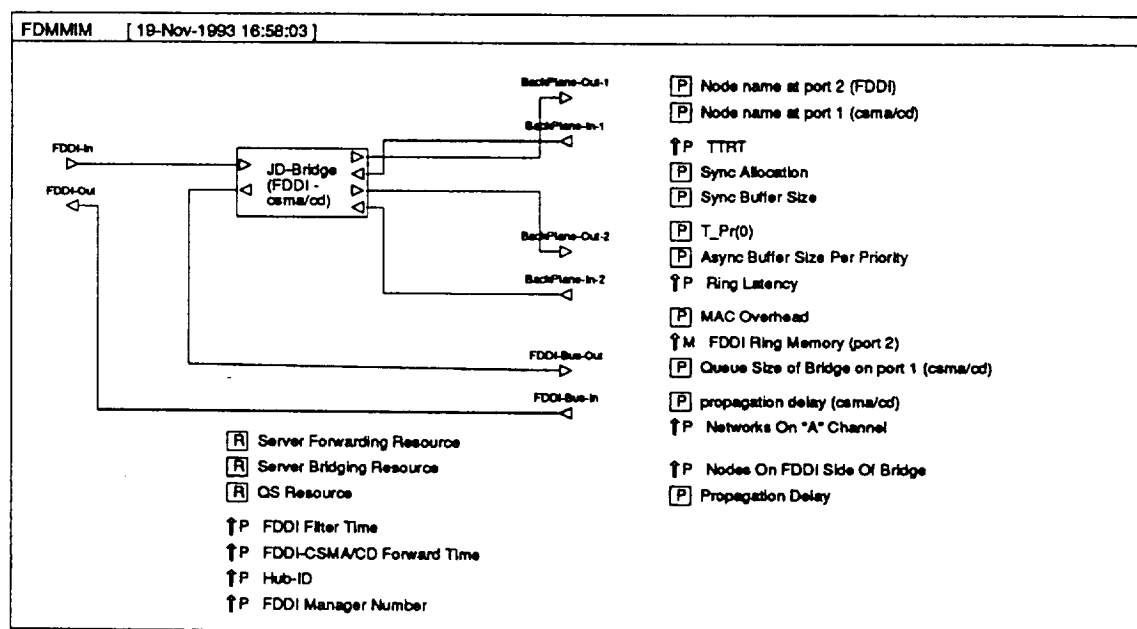 FDMMIM [ 19-Nov-1993 16:58:03 ]
BackPlane-Out-1
BackPlane-In-1
FDDI-In
FDDI-Out
JD-Bridge
(FDDI -
csma/cd)
BackPlane-Out-2
BackPlane-In-2
FDDI-Bus-Out
FDDI-Bus-In
R Server Forwarding Resource
R Server Bridging Resource
R QS Resource
⇑P FDDI Filter Time
⇑P FDDI-CSMA/CD Forward Time
⇑P Hub-ID
⇑P FDDI Manager Number
P Node name at port 2 (FDDI)
P Node name at port 1 (csma/cd)
⇑P TTRT
P Sync Allocation
P Sync Buffer Size
P T_Pr(0)
P Async Buffer Size Per Priority
⇑P Ring Latency
P MAC Overhead
⇑M FDDI Ring Memory (port 2)
P Queue Size of Bridge on port 1 (csma/cd)
P propagation delay (csma/cd)
⇑P Networks On "A" Channel
⇑P Nodes On FDDI Side Of Bridge
P Propagation Delay